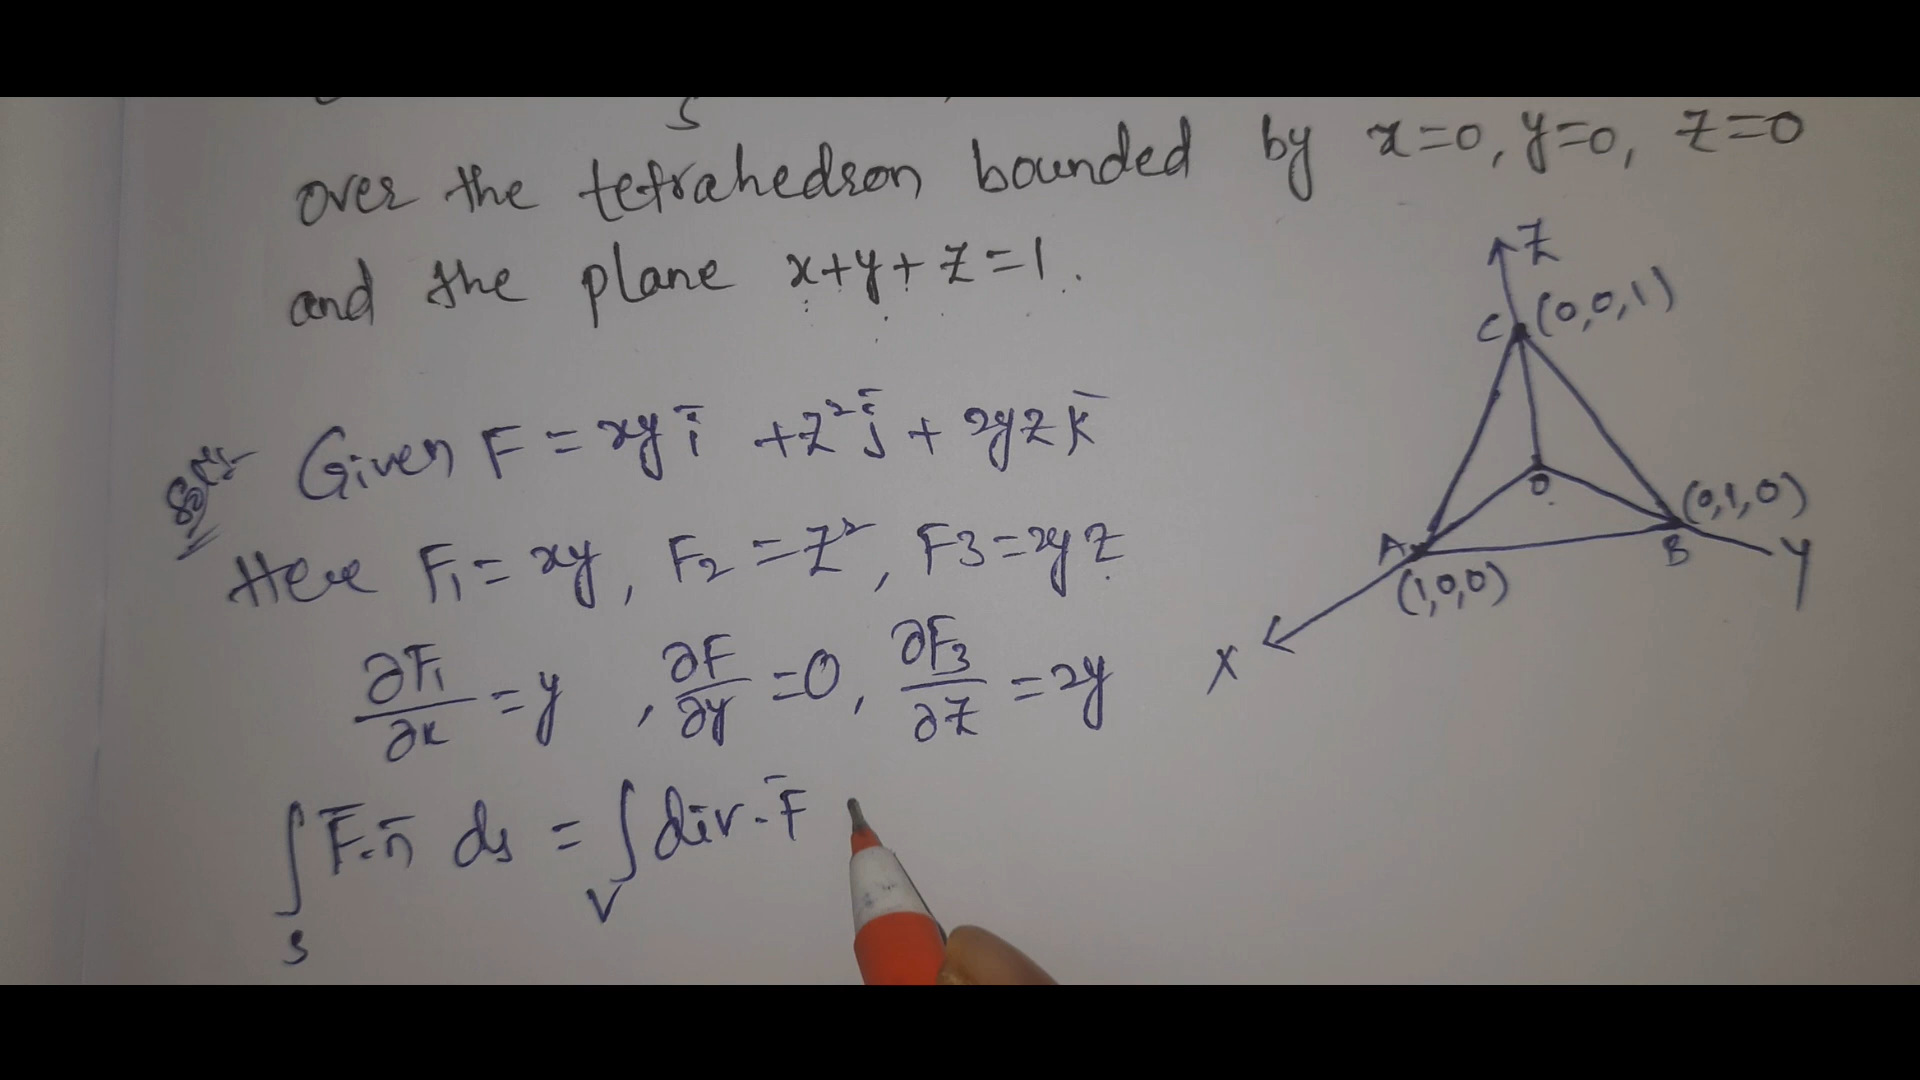 S
over the tetrahedron bounded by x=0, y=0, z=0
and the plane x+y+z=1.
Z
C (0,0,1)
Soln:- Given F = xy i̅ + z² j̅ + 2yz k̅
O
(0,1,0)
A B
Here F₁ = xy, F₂ = z², F3 = 2yz
(1,0,0) Y
X
∂F₁/∂x = y, ∂F/∂y = 0, ∂F₃/∂z = 2y
∫S F̅.n̅ ds = ∫V div.F̅